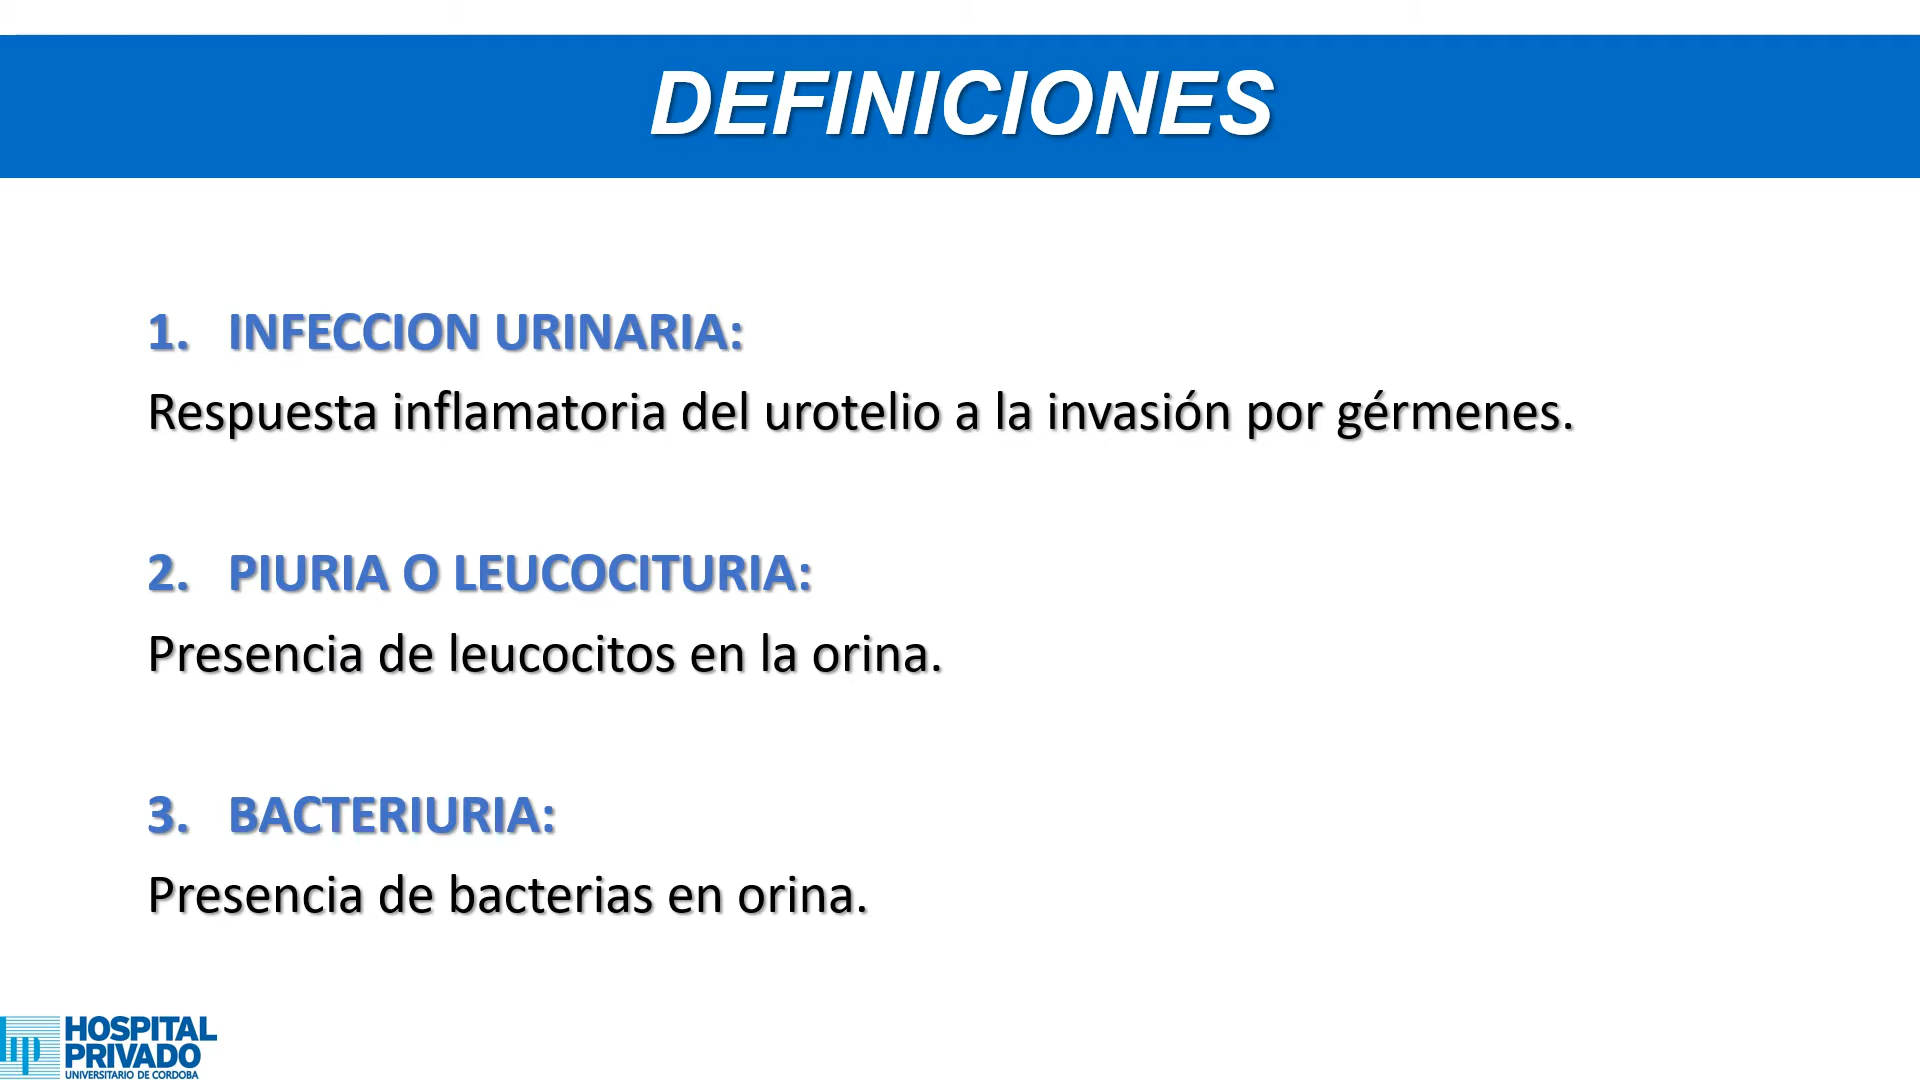 DEFINICIONES
1. INFECCION URINARIA:
Respuesta inflamatoria del urotelio a la invasión por gérmenes.
2. PIURIA O LEUCOCITURIA:
Presencia de leucocitos en la orina.
3. BACTERIURIA:
Presencia de bacterias en orina.
hp
HOSPITAL
PRIVADO
UNIVERSITARIO DE CORDOBA